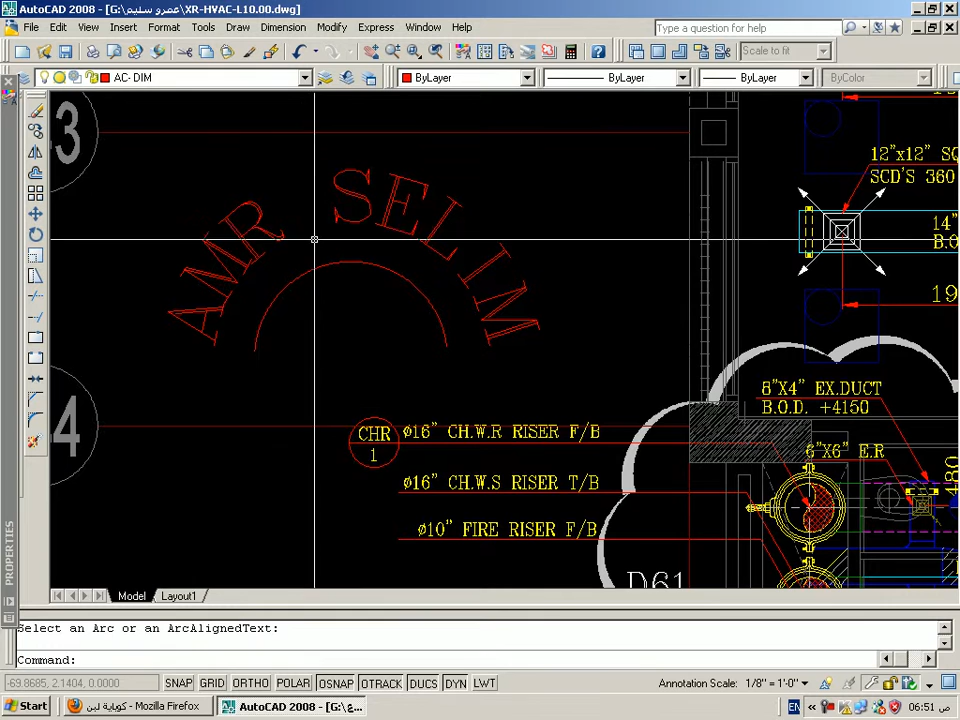 AutoCAD 2008 - [G:\عمرو سليم\XR-HVAC-L10.00.dwg]
File Edit View Insert Format Tools Draw Dimension Modify Express Window Help
Type a question for help
Scale to fit
AC- DIM
ByLayer
ByLayer
ByLayer
ByColor
3
AMR SELIM
12"x12" SQ
SCD'S 360
14"
B.O
19
8"X4" EX.DUCT
B.O.D. +4150
4
CHR
1
ø16" CH.W.R RISER F/B
6"X6" E.R
480
ø16" CH.W.S RISER T/B
ø10" FIRE RISER F/B
D61
PROPERTIES
Model Layout1
Select an Arc or an ArcAlignedText:
Command:
-69.8685, 2.1404, 0.0000
SNAP GRID ORTHO POLAR OSNAP OTRACK DUCS DYN LWT
Annotation Scale: 1/8" = 1'-0"
Start
كوباية لبن - Mozilla Firefox
AutoCAD 2008 - [G:\ع...
EN
06:51 ص